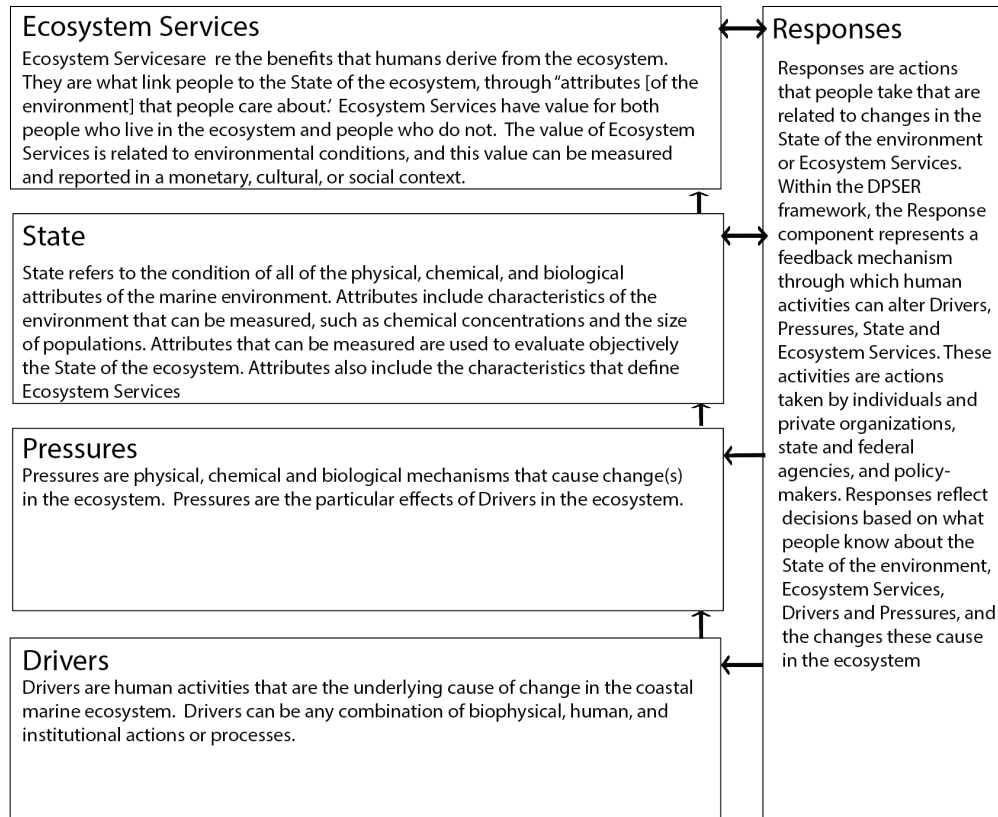 Ecosystem Services
Ecosystem Servicesare  re the benefits that humans derive from the ecosystem.
They are what link people to the State of the ecosystem, through “attributes [of the
environment] that people care about.’ Ecosystem Services have value for both
people who live in the ecosystem and people who do not.  The value of Ecosystem
Services is related to environmental conditions, and this value can be measured
and reported in a monetary, cultural, or social context.
State
State refers to the condition of all of the physical, chemical, and biological
attributes of the marine environment. Attributes include characteristics of the
environment that can be measured, such as chemical concentrations and the size
of populations. Attributes that can be measured are used to evaluate objectively
the State of the ecosystem. Attributes also include the characteristics that define
Ecosystem Services
Pressures
Pressures are physical, chemical and biological mechanisms that cause change(s)
in the ecosystem.  Pressures are the particular effects of Drivers in the ecosystem.
Drivers
Drivers are human activities that are the underlying cause of change in the coastal
marine ecosystem.  Drivers can be any combination of biophysical, human, and
institutional actions or processes.
Responses
Responses are actions
that people take that are
related to changes in the
State of the environment
or Ecosystem Services.
Within the DPSER
framework, the Response
component represents a
feedback mechanism
through which human
activities can alter Drivers,
Pressures, State and
Ecosystem Services. These
activities are actions
taken by individuals and
private organizations,
state and federal
agencies, and policy-
makers. Responses reflect
decisions based on what
people know about the
State of the environment,
Ecosystem Services,
Drivers and Pressures, and
the changes these cause
in the ecosystem